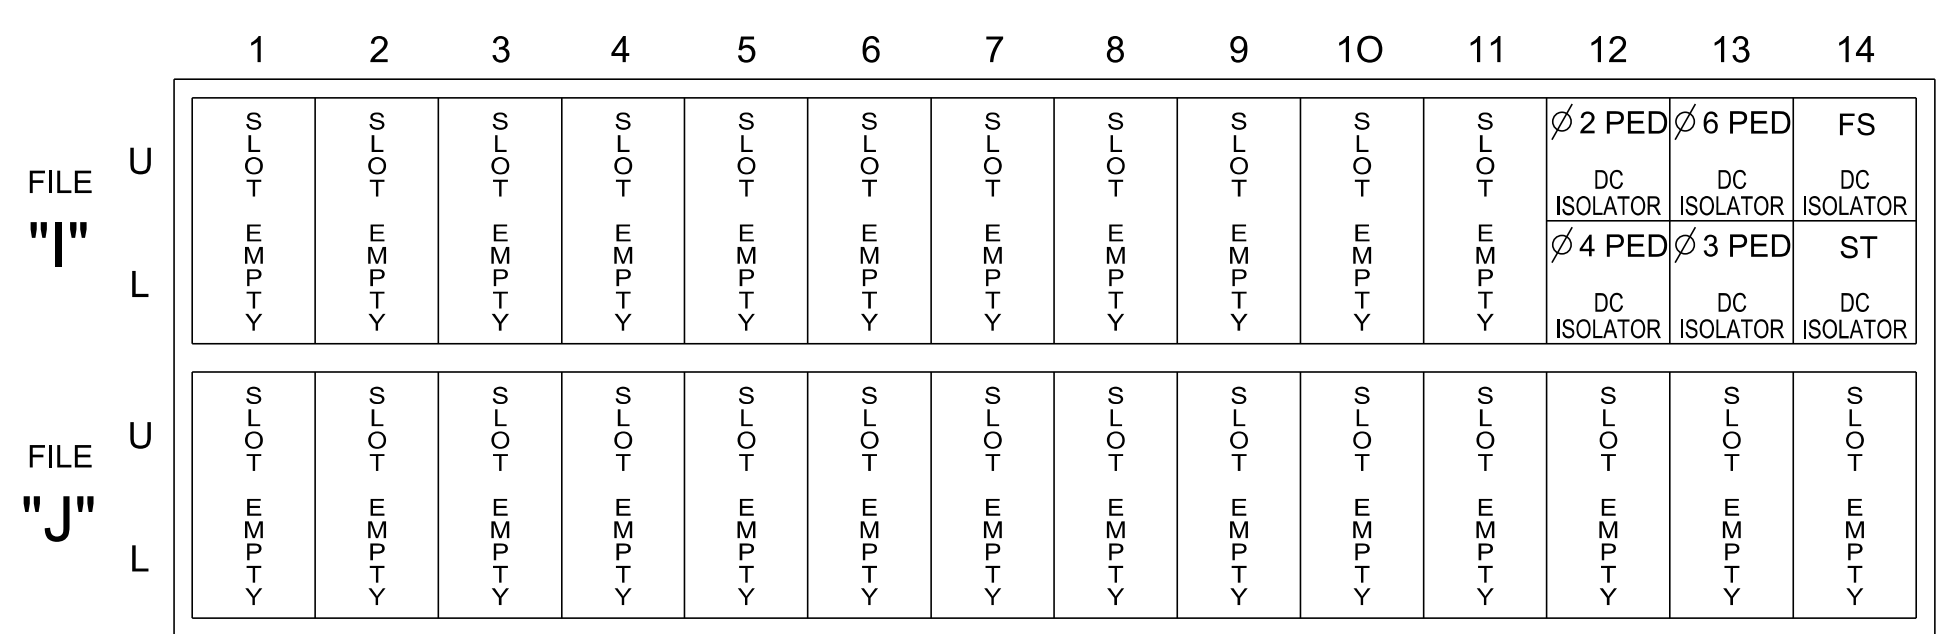 1 2 3 4 5 6 7 8 9 10 11 12 13 14
FILE "I"
U
L
SLOT EMPTY
SLOT EMPTY
SLOT EMPTY
SLOT EMPTY
SLOT EMPTY
SLOT EMPTY
SLOT EMPTY
SLOT EMPTY
SLOT EMPTY
SLOT EMPTY
SLOT EMPTY
∅ 2 PED
DC
ISOLATOR
∅ 6 PED
DC
ISOLATOR
FS
DC
ISOLATOR
∅ 4 PED
DC
ISOLATOR
∅ 3 PED
DC
ISOLATOR
ST
DC
ISOLATOR
FILE "J"
U
L
SLOT EMPTY
SLOT EMPTY
SLOT EMPTY
SLOT EMPTY
SLOT EMPTY
SLOT EMPTY
SLOT EMPTY
SLOT EMPTY
SLOT EMPTY
SLOT EMPTY
SLOT EMPTY
SLOT EMPTY
SLOT EMPTY
SLOT EMPTY